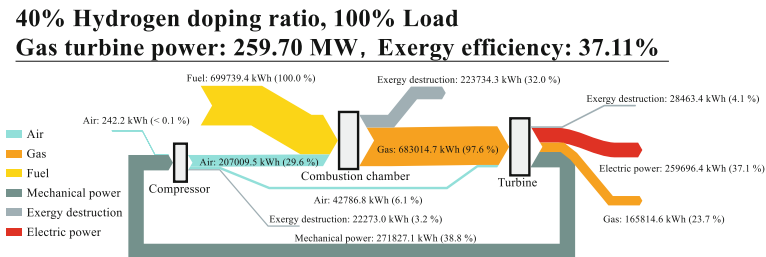 40% Hydrogen doping ratio, 100% Load
Gas turbine power: 259.70 MW, Exergy efficiency: 37.11%
Fuel: 699739.4 kWh (100.0 %)
Exergy destruction: 223734.3 kWh (32.0 %)
Exergy destruction: 28463.4 kWh (4.1 %)
Air: 242.2 kWh (< 0.1 %)
Air
Gas
Fuel
Mechanical power
Exergy destruction
Electric power
Air: 207009.5 kWh (29.6 %)
Gas: 683014.7 kWh (97.6 %)
Compressor
Combustion chamber
Turbine
Electric power: 259696.4 kWh (37.1 %)
Air: 42786.8 kWh (6.1 %)
Exergy destruction: 22273.0 kWh (3.2 %)
Gas: 165814.6 kWh (23.7 %)
Mechanical power: 271827.1 kWh (38.8 %)